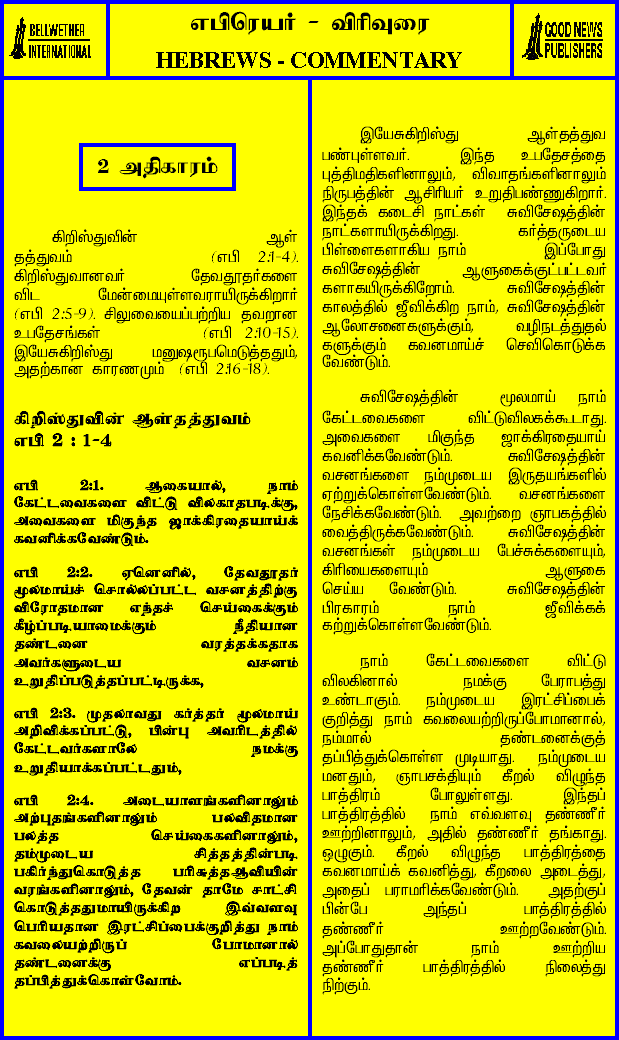 BELLWETHER
INTERNATIONAL
எபிரெயர் - விரிவுரை
HEBREWS - COMMENTARY
GOOD NEWS
PUBLISHERS
2 அதிகாரம்
கிறிஸ்துவின் ஆள்
தத்துவம் (எபி 2:1-4).
கிறிஸ்துவானவர் தேவதூதர்களை
விட மேன்மையுள்ளவராயிருக்கிறார்
(எபி 2:5-9). சிலுவையைப்பற்றிய தவறான
உபதேசங்கள் (எபி 2:10-15).
இயேசுகிறிஸ்து மனுஷரூபமெடுத்ததும்,
அதற்கான காரணமும் (எபி 2:16-18).
கிறிஸ்துவின் ஆள்தத்துவம்
எபி 2 : 1-4
எபி 2:1. ஆகையால், நாம்
கேட்டவைகளை விட்டு விலகாதபடிக்கு,
அவைகளை மிகுந்த ஜாக்கிரதையாய்க்
கவனிக்கவேண்டும்.
எபி 2:2. ஏனெனில், தேவதூதர்
மூலமாய்ச் சொல்லப்பட்ட வசனத்திற்கு
விரோதமான எந்தச் செய்கைக்கும்
கீழ்ப்படியாமைக்கும் நீதியான
தண்டனை வரத்தக்கதாக
அவர்களுடைய வசனம்
உறுதிப்படுத்தப்பட்டிருக்க,
எபி 2:3. முதலாவது கர்த்தர் மூலமாய்
அறிவிக்கப்பட்டு, பின்பு அவரிடத்தில்
கேட்டவர்களாலே நமக்கு
உறுதியாக்கப்பட்டதும்,
எபி 2:4. அடையாளங்களினாலும்
அற்புதங்களினாலும் பலவிதமான
பலத்த செய்கைகளினாலும்,
தம்முடைய சித்தத்தின்படி
பகிர்ந்துகொடுத்த பரிசுத்தஆவியின்
வரங்களினாலும், தேவன் தாமே சாட்சி
கொடுத்ததுமாயிருக்கிற இவ்வளவு
பெரியதான இரட்சிப்பைக்குறித்து நாம்
கவலையற்றிருப் போமானால்
தண்டனைக்கு எப்படித்
தப்பித்துக்கொள்வோம்.
இயேசுகிறிஸ்து ஆள்தத்துவ
பண்புள்ளவர். இந்த உபதேசத்தை
புத்திமதிகளினாலும், விவாதங்களினாலும்
நிருபத்தின் ஆசிரியர் உறுதிபண்ணுகிறார்.
இந்தக் கடைசி நாட்கள் சுவிசேஷத்தின்
நாட்களாயிருக்கிறது. கர்த்தருடைய
பிள்ளைகளாகிய நாம் இப்போது
சுவிசேஷத்தின் ஆளுகைக்குட்பட்டவர்
களாகயிருக்கிறோம். சுவிசேஷத்தின்
காலத்தில் ஜீவிக்கிற நாம், சுவிசேஷத்தின்
ஆலோசனைகளுக்கும், வழிநடத்துதல்
களுக்கும் கவனமாய்ச் செவிகொடுக்க
வேண்டும்.
சுவிசேஷத்தின் மூலமாய் நாம்
கேட்டவைகளை விட்டுவிலகக்கூடாது.
அவைகளை மிகுந்த ஜாக்கிரதையாய்
கவனிக்கவேண்டும். சுவிசேஷத்தின்
வசனங்களை நம்முடைய இருதயங்களில்
ஏற்றுக்கொள்ளவேண்டும். வசனங்களை
நேசிக்கவேண்டும். அவற்றை ஞாபகத்தில்
வைத்திருக்கவேண்டும். சுவிசேஷத்தின்
வசனங்கள் நம்முடைய பேச்சுக்களையும்,
கிரியைகளையும் ஆளுகை
செய்ய வேண்டும். சுவிசேஷத்தின்
பிரகாரம் நாம் ஜீவிக்கக்
கற்றுக்கொள்ளவேண்டும்.
நாம் கேட்டவைகளை விட்டு
விலகினால் நமக்கு பேராபத்து
உண்டாகும். நம்முடைய இரட்சிப்பைக்
குறித்து நாம் கவலையற்றிருப்போமானால்,
நம்மால் தண்டனைக்குத்
தப்பித்துக்கொள்ள முடியாது. நம்முடைய
மனதும், ஞாபசக்தியும் கீறல் விழுந்த
பாத்திரம் போலுள்ளது. இந்தப்
பாத்திரத்தில் நாம் எவ்வளவு தண்ணீர்
ஊற்றினாலும், அதில் தண்ணீர் தங்காது.
ஒழுகும். கீறல் விழுந்த பாத்திரத்தை
கவனமாய்க் கவனித்து, கீறலை அடைத்து,
அதைப் பராமரிக்கவேண்டும். அதற்குப்
பின்பே அந்தப் பாத்திரத்தில்
தண்ணீர் ஊற்றவேண்டும்.
அப்போதுதான் நாம் ஊற்றிய
தண்ணீர் பாத்திரத்தில் நிலைத்து
நிற்கும்.